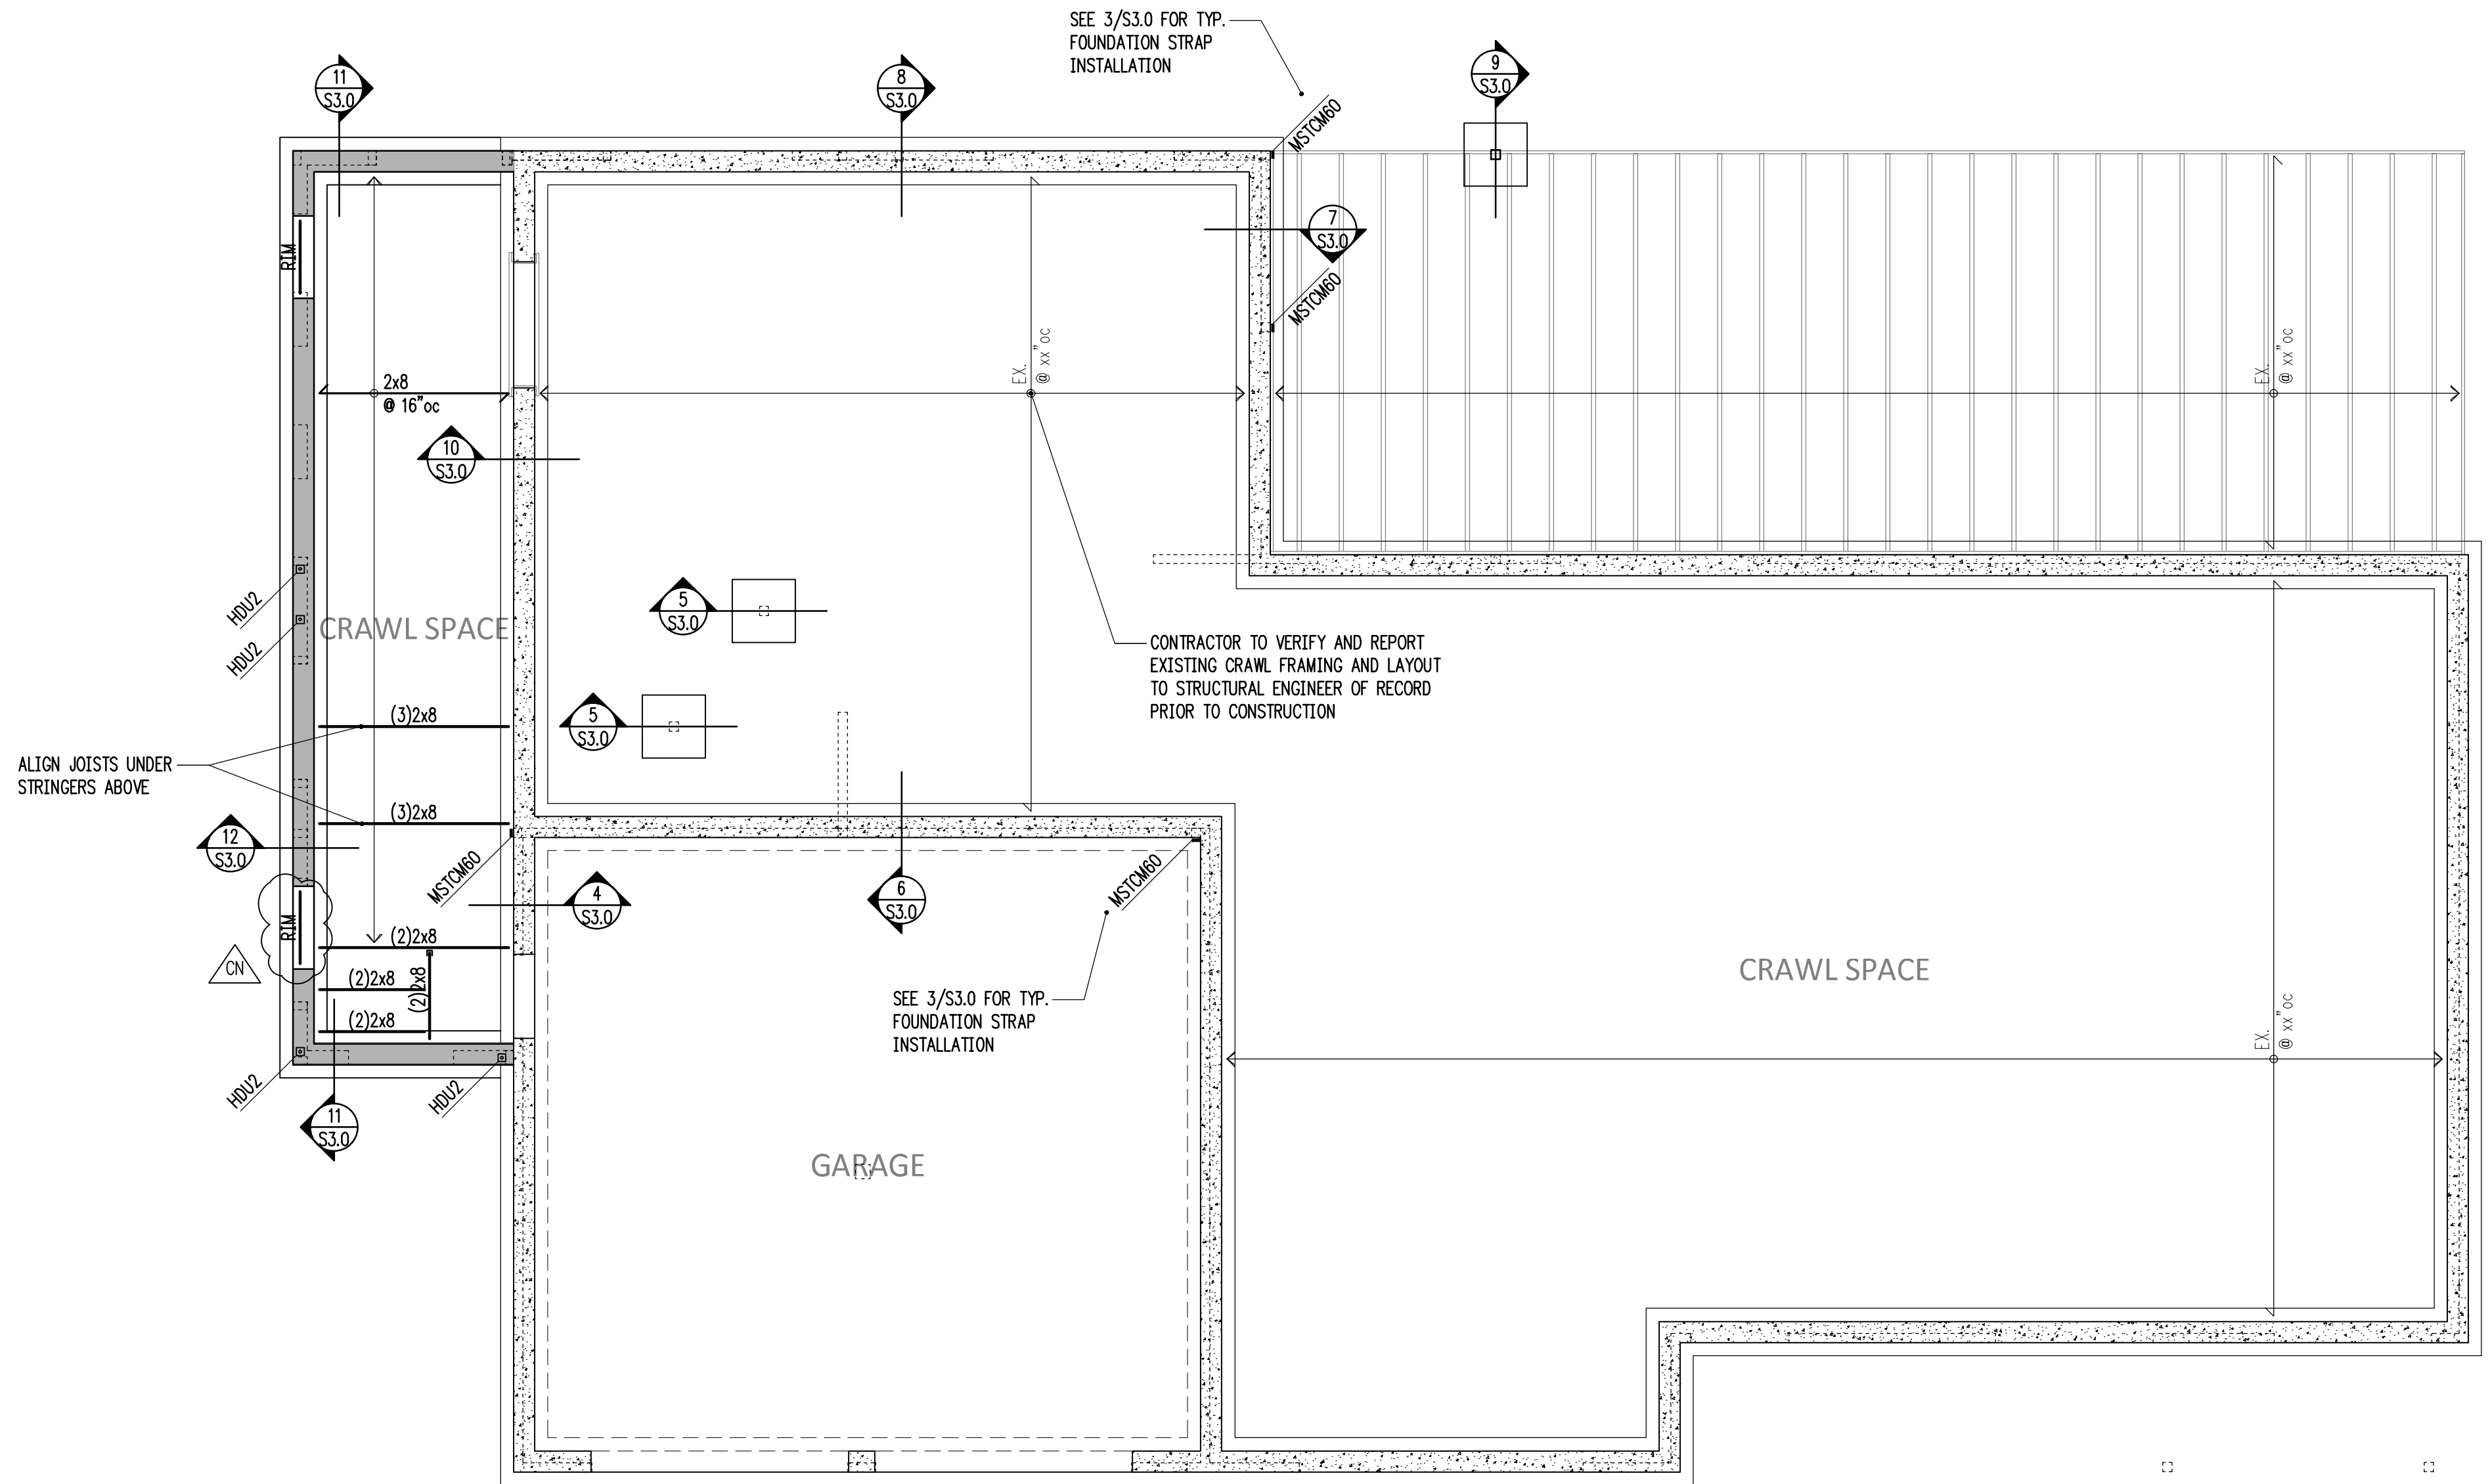 SEE 3/S3.0 FOR TYP.
FOUNDATION STRAP
INSTALLATION
11
S3.0
8
S3.0
9
S3.0
MSTCM60
7
S3.0
MSTCM60
RIM
2x8
@ 16"oc
EX.
@ xx"oc
EX.
@ xx"oc
10
S3.0
HDU2
HDU2
CRAWL SPACE
5
S3.0
5
S3.0
CONTRACTOR TO VERIFY AND REPORT
EXISTING CRAWL FRAMING AND LAYOUT
TO STRUCTURAL ENGINEER OF RECORD
PRIOR TO CONSTRUCTION
(3)2x8
ALIGN JOISTS UNDER
STRINGERS ABOVE
(3)2x8
12
S3.0
MSTCM60
4
S3.0
6
S3.0
MSTCM60
RIM
CN
(2)2x8
(2)2x8
(2)2x8
(2)2x8
SEE 3/S3.0 FOR TYP.
FOUNDATION STRAP
INSTALLATION
CRAWL SPACE
EX.
@ xx"oc
HDU2
HDU2
11
S3.0
GARAGE